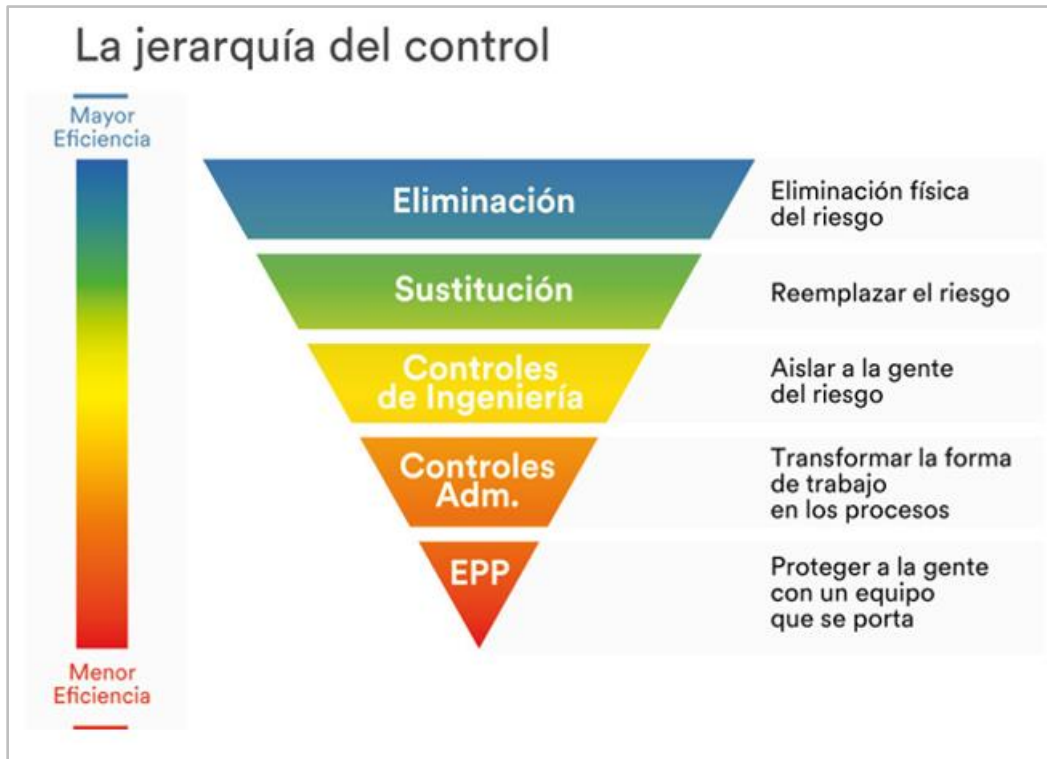 La jerarquía del control
Mayor
Eficiencia
Eliminación
Eliminación física
del riesgo
Sustitución
Reemplazar el riesgo
Controles
de Ingeniería
Aislar a la gente
del riesgo
Controles
Adm.
Transformar la forma
de trabajo
en los procesos
EPP
Proteger a la gente
con un equipo
que se porta
Menor
Eficiencia